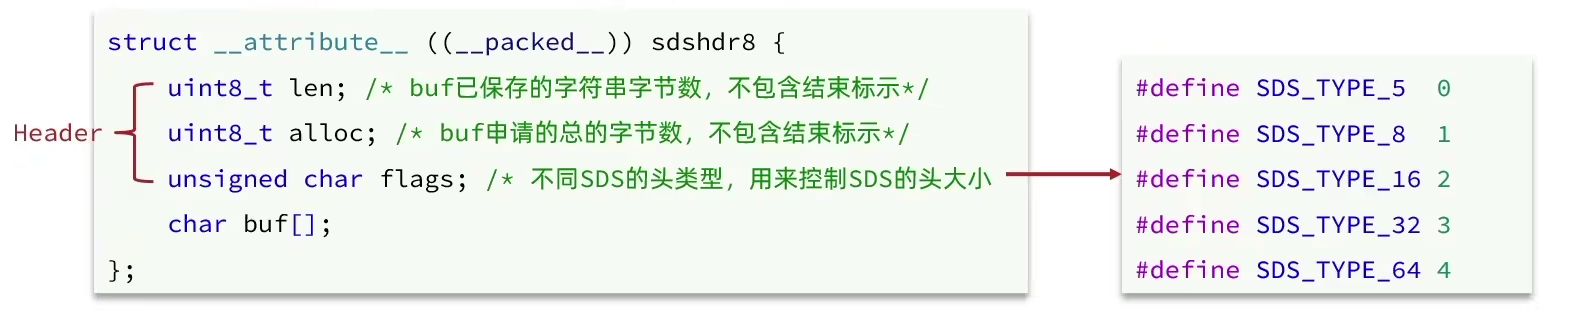 struct __attribute__ ((__packed__)) sdshdr8 {
uint8_t len; /* buf已保存的字符串字节数，不包含结束标示*/
Header
uint8_t alloc; /* buf申请的总的字节数，不包含结束标示*/
unsigned char flags; /* 不同SDS的头类型，用来控制SDS的头大小
char buf[];
};
#define SDS_TYPE_5 0
#define SDS_TYPE_8 1
#define SDS_TYPE_16 2
#define SDS_TYPE_32 3
#define SDS_TYPE_64 4